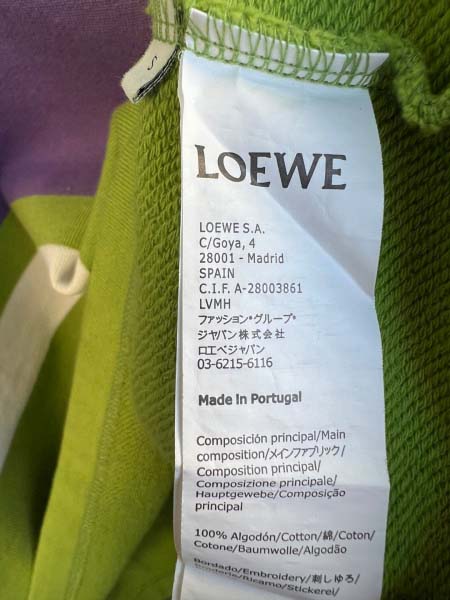 S
LOEWE
LOEWE S.A.
C/Goya, 4
28001 - Madrid
SPAIN
C.I.F. A-28003861
LVMH
ファッション・グループ・
ジャパン株式会社
ロエベジャパン
03-6215-6116
Made in Portugal
Composición principal/Main
composition/メインファブリック/
Composition principal/
Composizione principale/
Hauptgewebe/Composição
principal
100% Algodón/Cotton/綿/Coton/
Cotone/Baumwolle/Algodão
Bordado/Embroidery/刺しゅう/
Broderie/Ricamo/Stickerei/